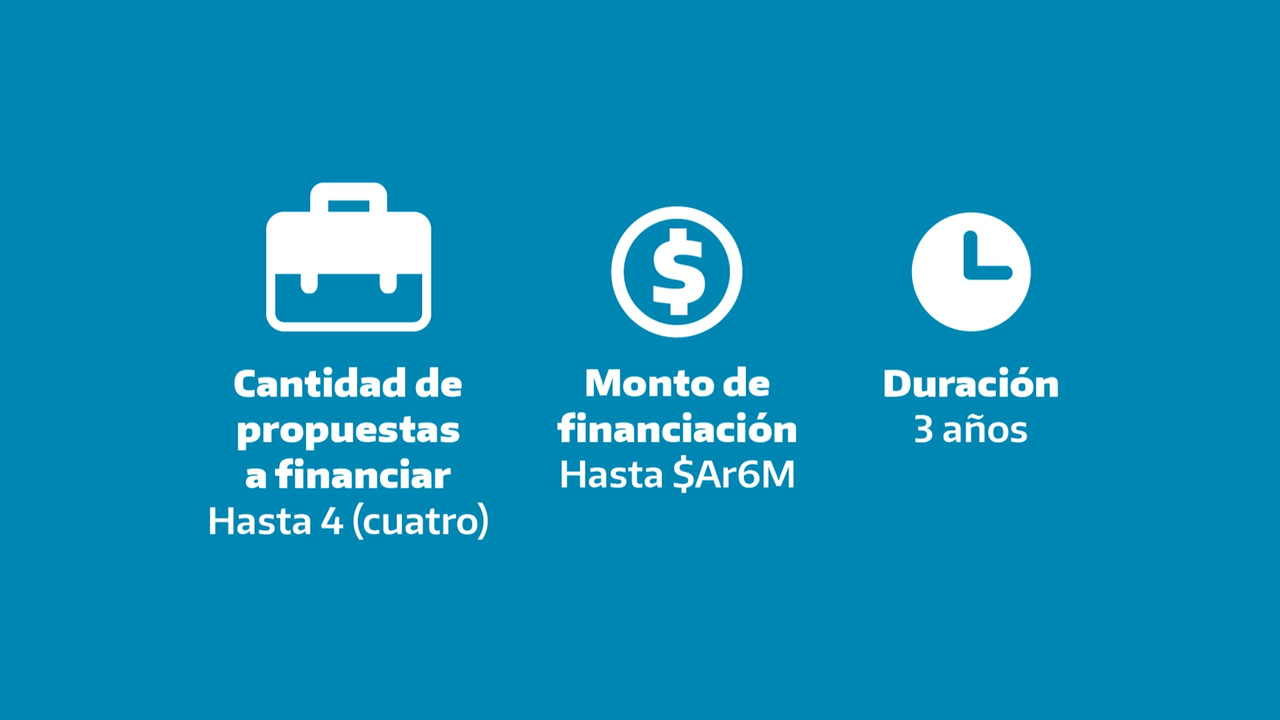 Cantidad de
propuestas
a financiar
Hasta 4 (cuatro)
Monto de
financiación
Hasta $Ar6M
Duración
3 años